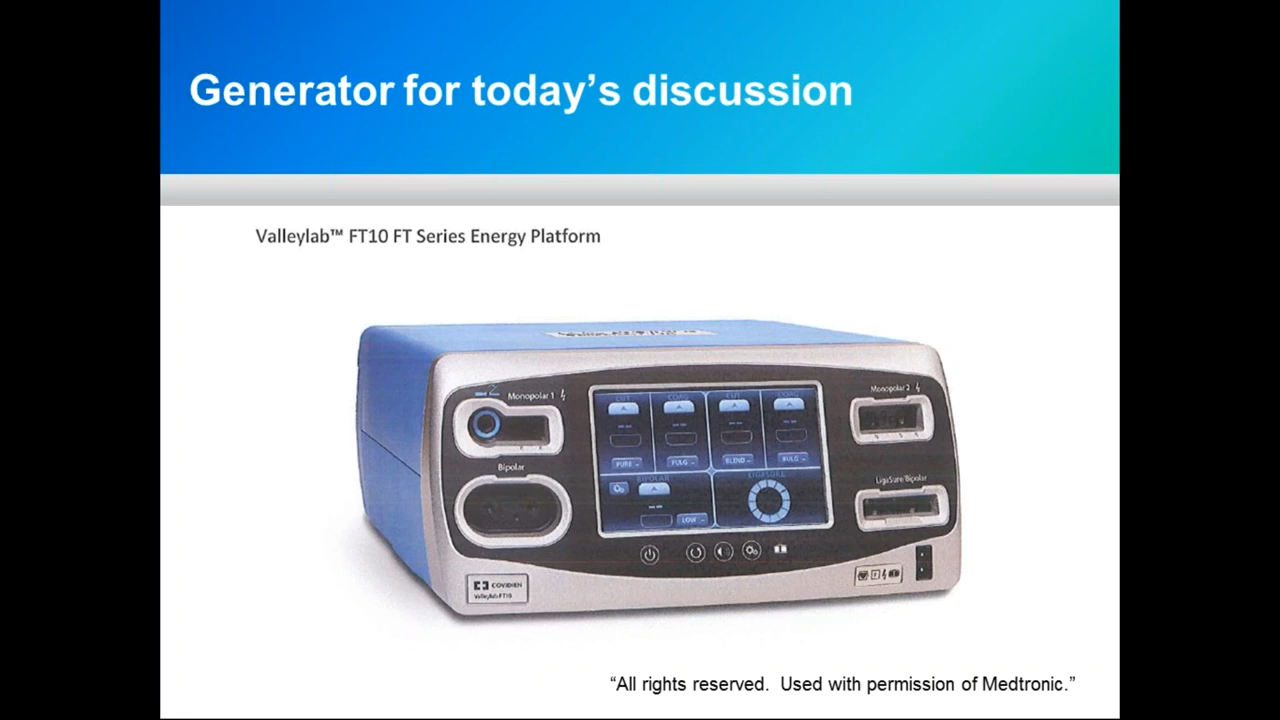 Generator for today’s discussion
Valleylab™ FT10 FT Series Energy Platform
Monopolar 1
Monopolar 2
CUT
COAG
CUT
COAG
PURE
FULG
BLEND
FULG
Bipolar
BIPOLAR
LIGASURE
LigaSure/Bipolar
LOW
COVIDIEN
Valleylab FT10
“All rights reserved.  Used with permission of Medtronic.”